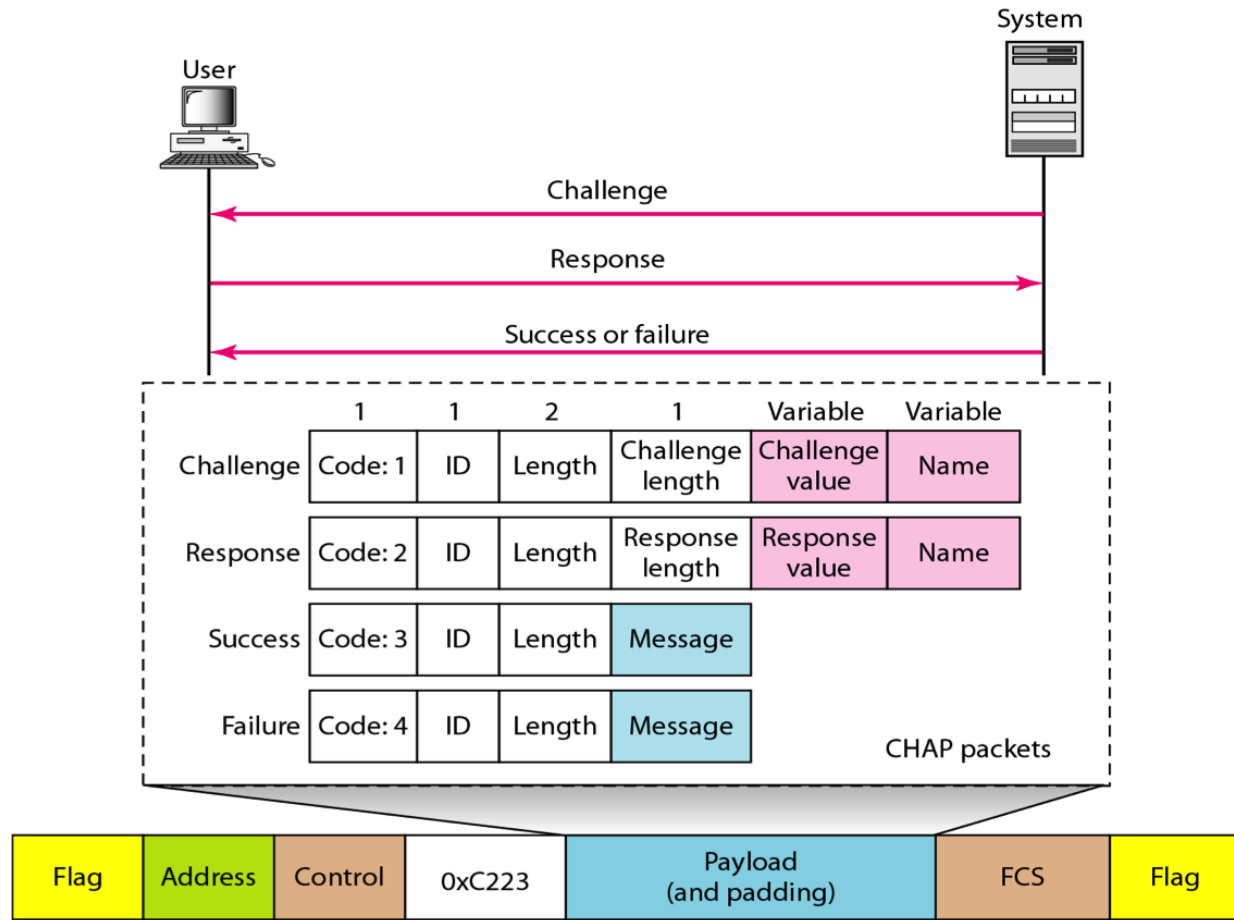 System
User
Challenge
Response
Success or failure
1 1 2 1 Variable Variable
Challenge Code: 1 ID Length Challenge length Challenge value Name
Response Code: 2 ID Length Response length Response value Name
Success Code: 3 ID Length Message
Failure Code: 4 ID Length Message
CHAP packets
Flag Address Control 0xC223 Payload (and padding) FCS Flag